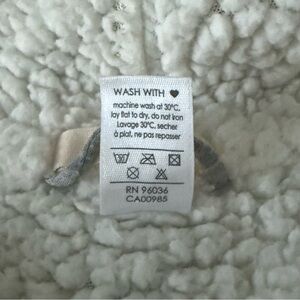 WASH WITH ♥
machine wash at 30°C,
lay flat to dry, do not iron
Lavage 30°C, secher
à plat, ne pas repasser
RN 96036
CA00985